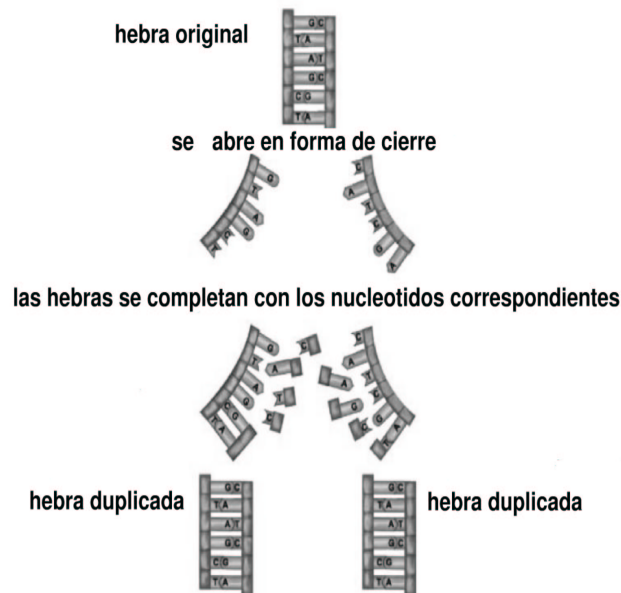 hebra original
G C
T A
A T
G C
C G
T A
se abre en forma de cierre
G
T
A
G
C
T
C
A
T
C
G
A
las hebras se completan con los nucleotidos correspondientes
G C
T A
A T
G C
C G
T A
C A
A T
G C
C G
T A
hebra duplicada
G C
T A
A T
G C
C G
T A
hebra duplicada
G C
T A
A T
G C
C G
T A